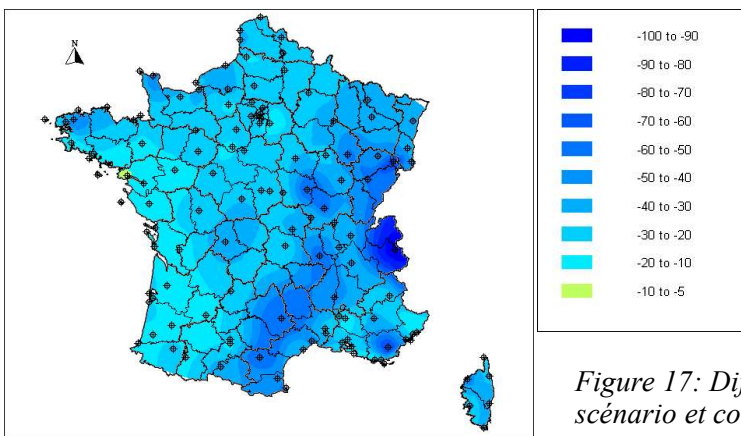 N
-100 to -90
-90 to -80
-80 to -70
-70 to -60
-60 to -50
-50 to -40
-40 to -30
-30 to -20
-20 to -10
-10 to -5
Figure 17: Dif
scénario et co